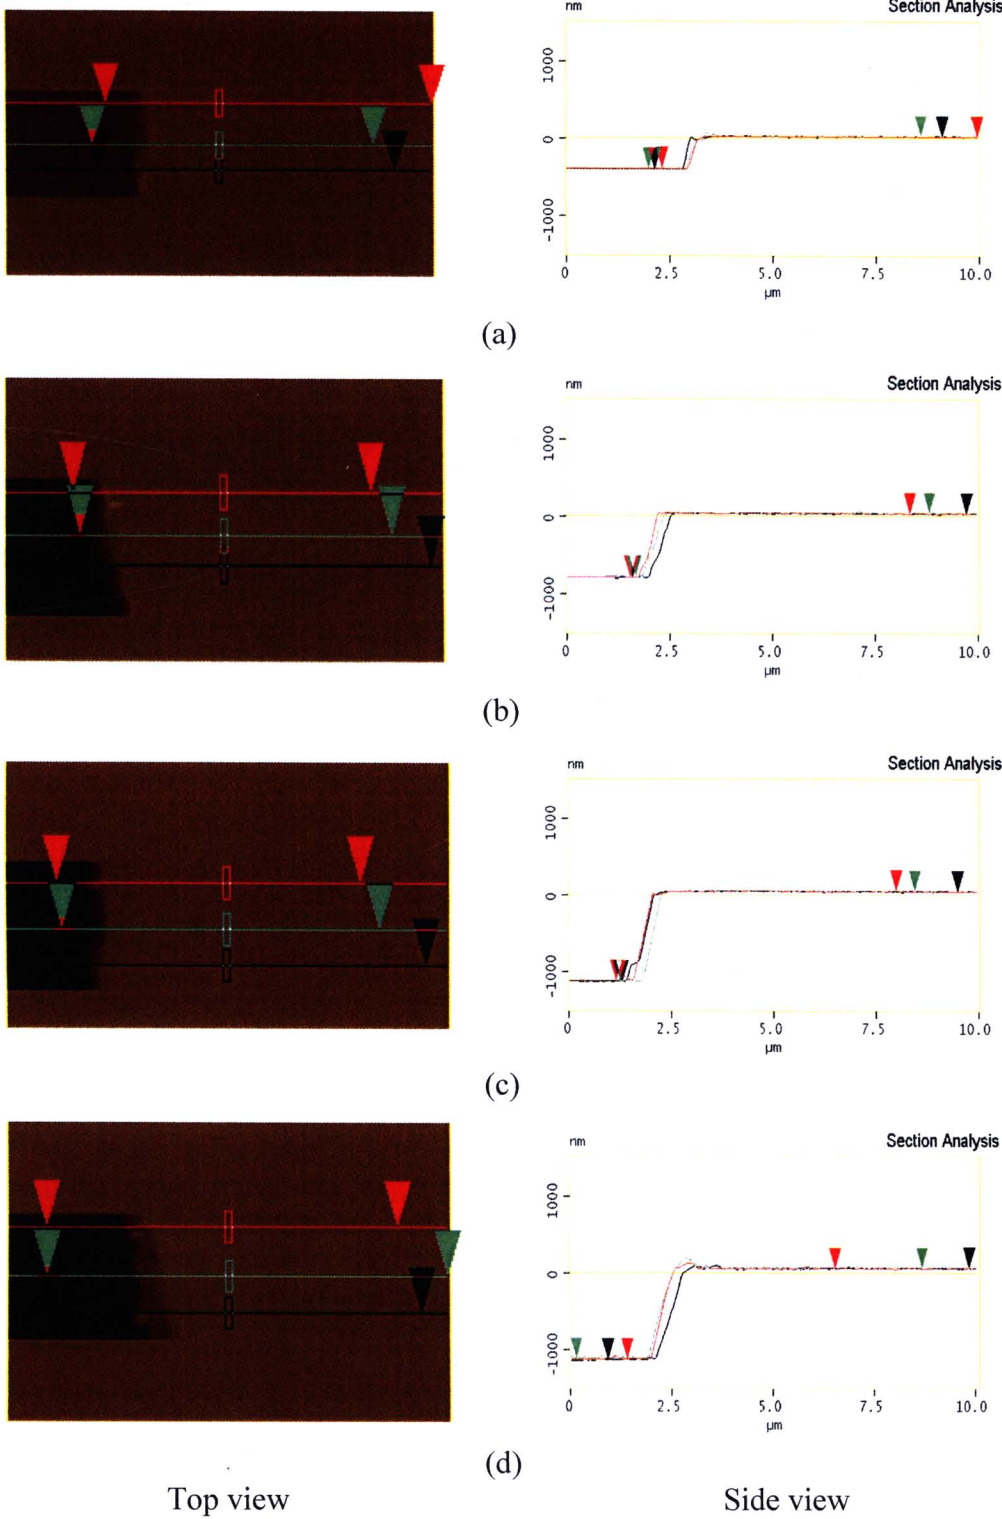 nm Section Analysis
1000
0
-1000
0 2.5 5.0 7.5 10.0
µm
(a)
nm Section Analysis
1000
0
-1000
0 2.5 5.0 7.5 10.0
µm
(b)
nm Section Analysis
1000
0
-1000
0 2.5 5.0 7.5 10.0
µm
(c)
nm Section Analysis
1000
0
-1000
0 2.5 5.0 7.5 10.0
µm
(d)
Top view Side view